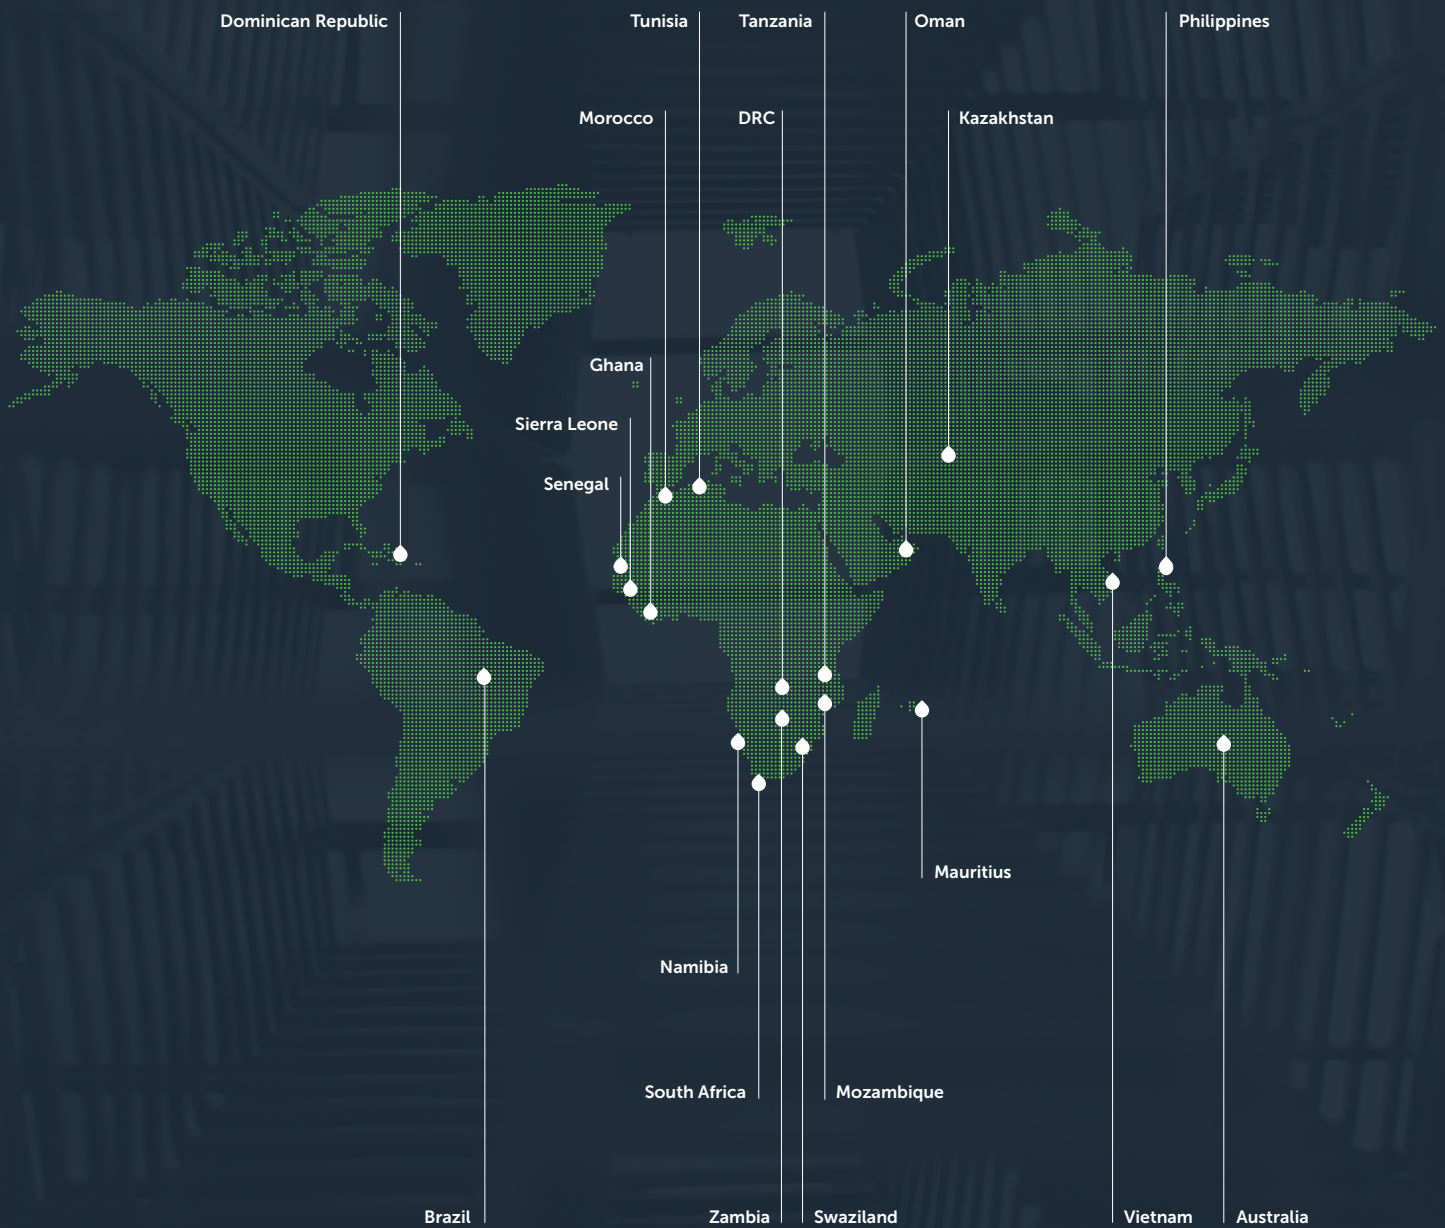 Dominican Republic
Tunisia
Tanzania
Oman
Philippines
Morocco
DRC
Kazakhstan
Ghana
Sierra Leone
Senegal
Mauritius
Namibia
South Africa
Mozambique
Brazil
Zambia
Swaziland
Vietnam
Australia